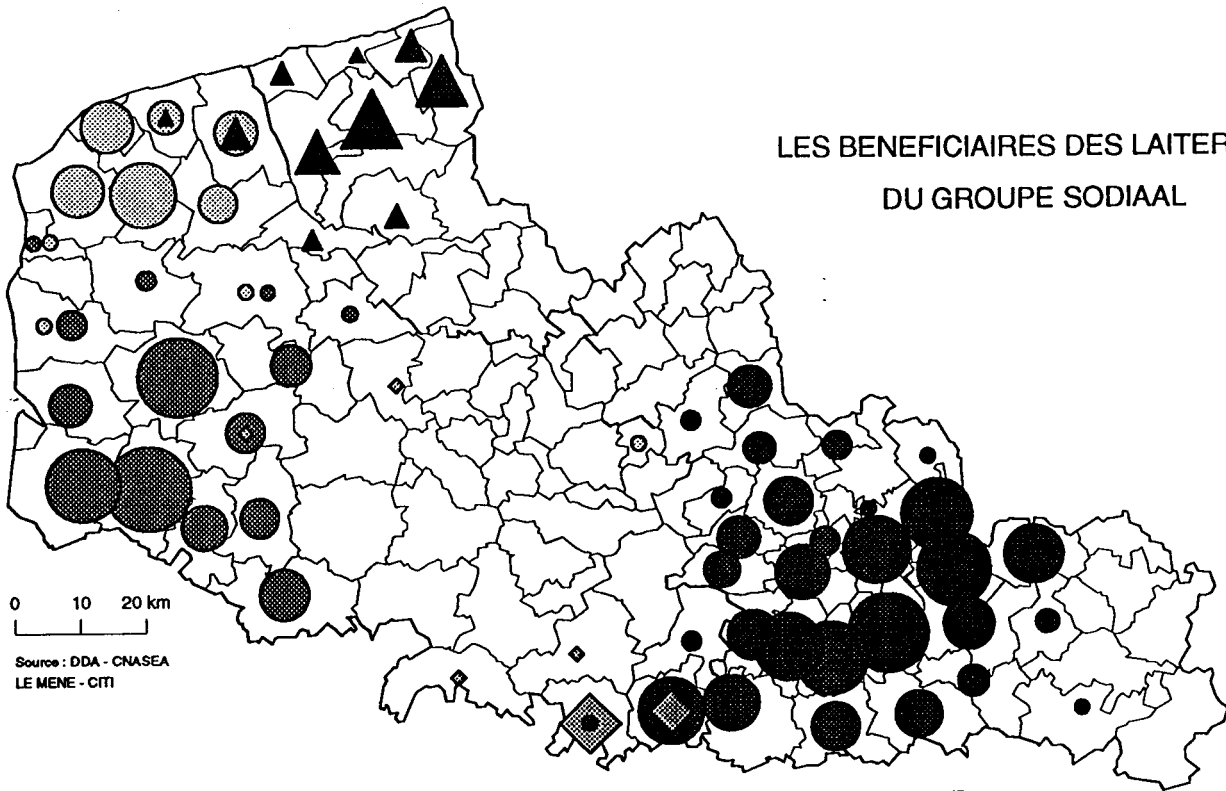 LES BENEFICIAIRES DES LAITER
DU GROUPE SODIAAL
0 10 20 km
Source : DDA - CNASEA
LE MENE - CITI